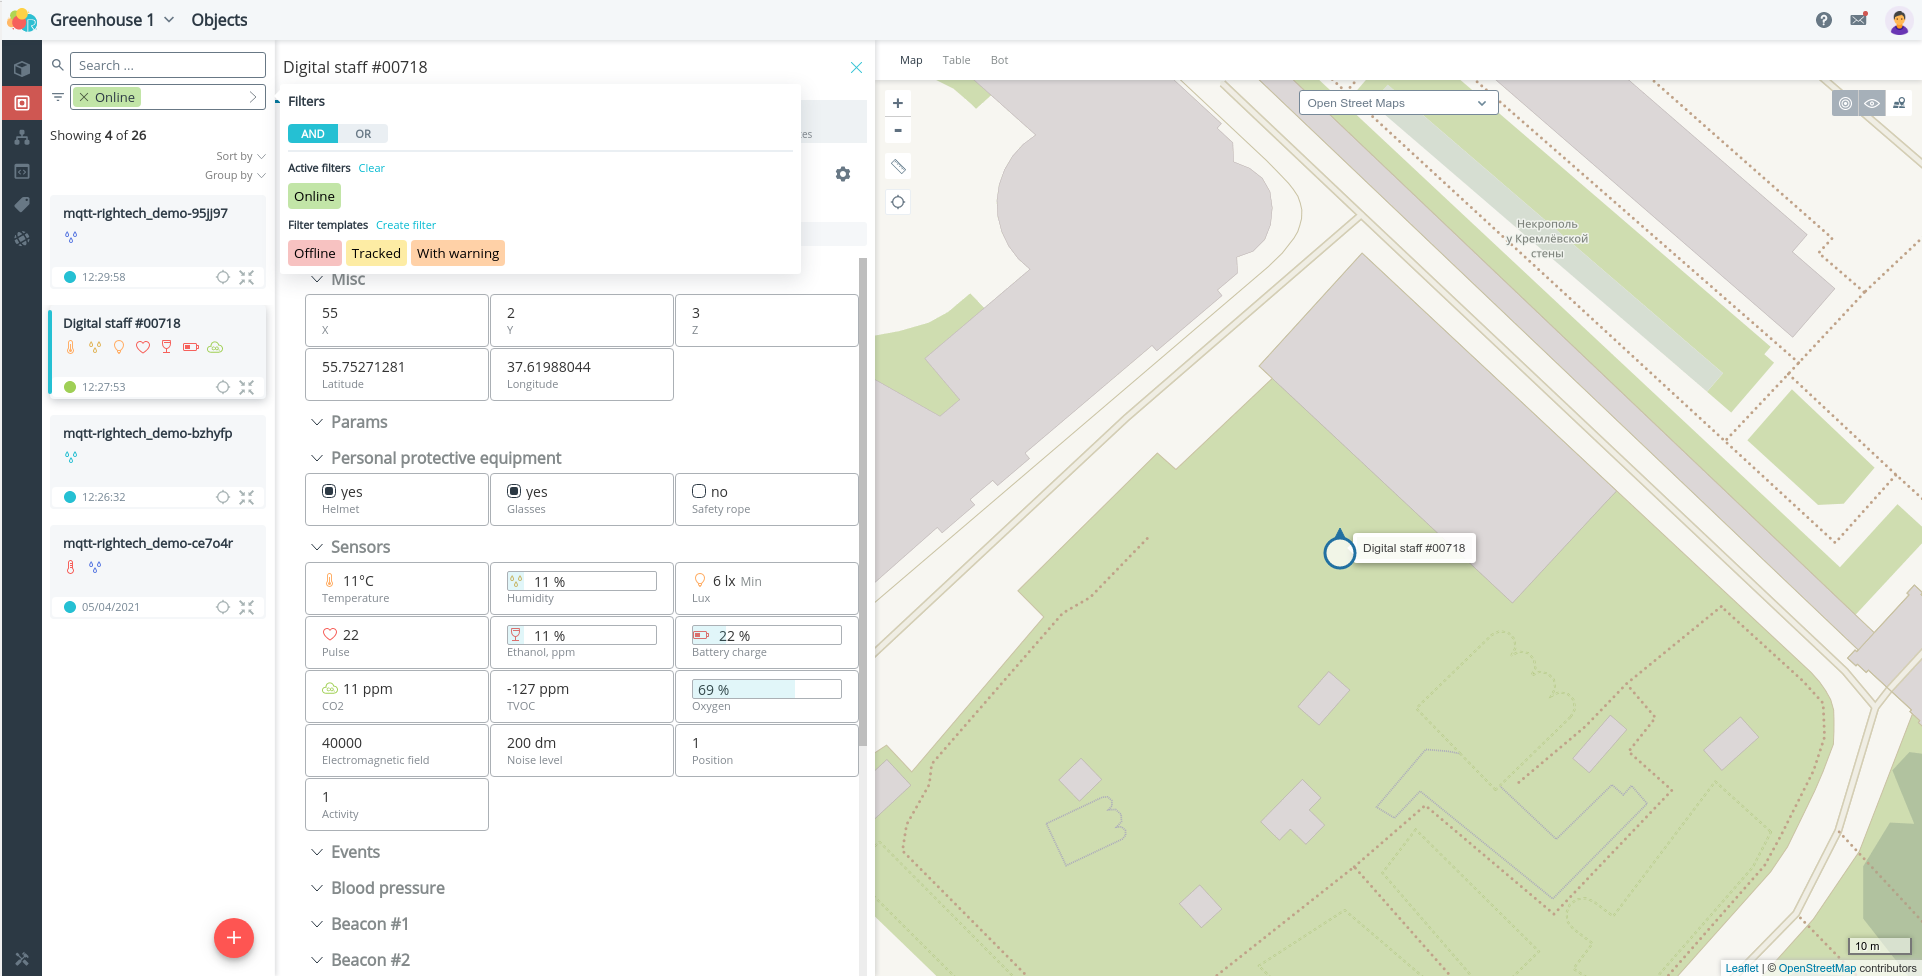 Greenhouse 1
Objects
Search ...
Online
Showing 4 of 26
Sort by
Group by
mqtt-rightech_demo-95jj97
12:29:58
Digital staff #00718
12:27:53
mqtt-rightech_demo-bzhyfp
12:26:32
mqtt-rightech_demo-ce7o4r
05/04/2021
Digital staff #00718
Filters
AND OR
Active filters Clear
Online
Filter templates Create filter
Offline Tracked With warning
Misc
55 2 3
X Y Z
55.75271281 37.61988044
Latitude Longitude
Params
Personal protective equipment
yes yes no
Helmet Glasses Safety rope
Sensors
11°C 11 % 6 lx Min
Temperature Humidity Lux
22 11 % 22 %
Pulse Ethanol, ppm Battery charge
11 ppm -127 ppm 69 %
CO2 TVOC Oxygen
40000 200 dm 1
Electromagnetic field Noise level Position
1
Activity
Events
Blood pressure
Beacon #1
Beacon #2
Map Table Bot
Open Street Maps
Некрополь
у Кремлёвской
стены
Digital staff #00718
10 m
Leaflet | © OpenStreetMap contributors